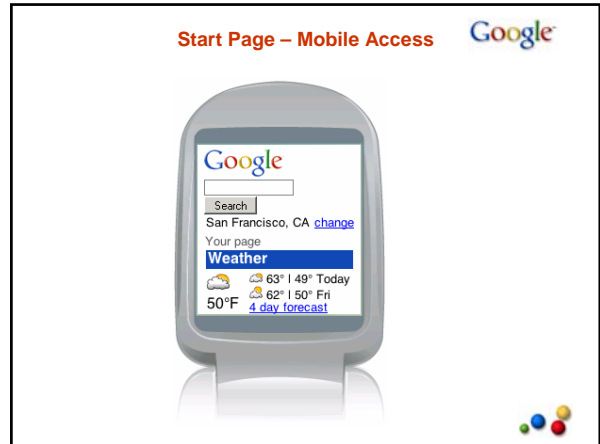 Start Page – Mobile Access
Google
Google
Search
San Francisco, CA change
Your page
Weather
63° | 49° Today
62° | 50° Fri
50°F
4 day forecast